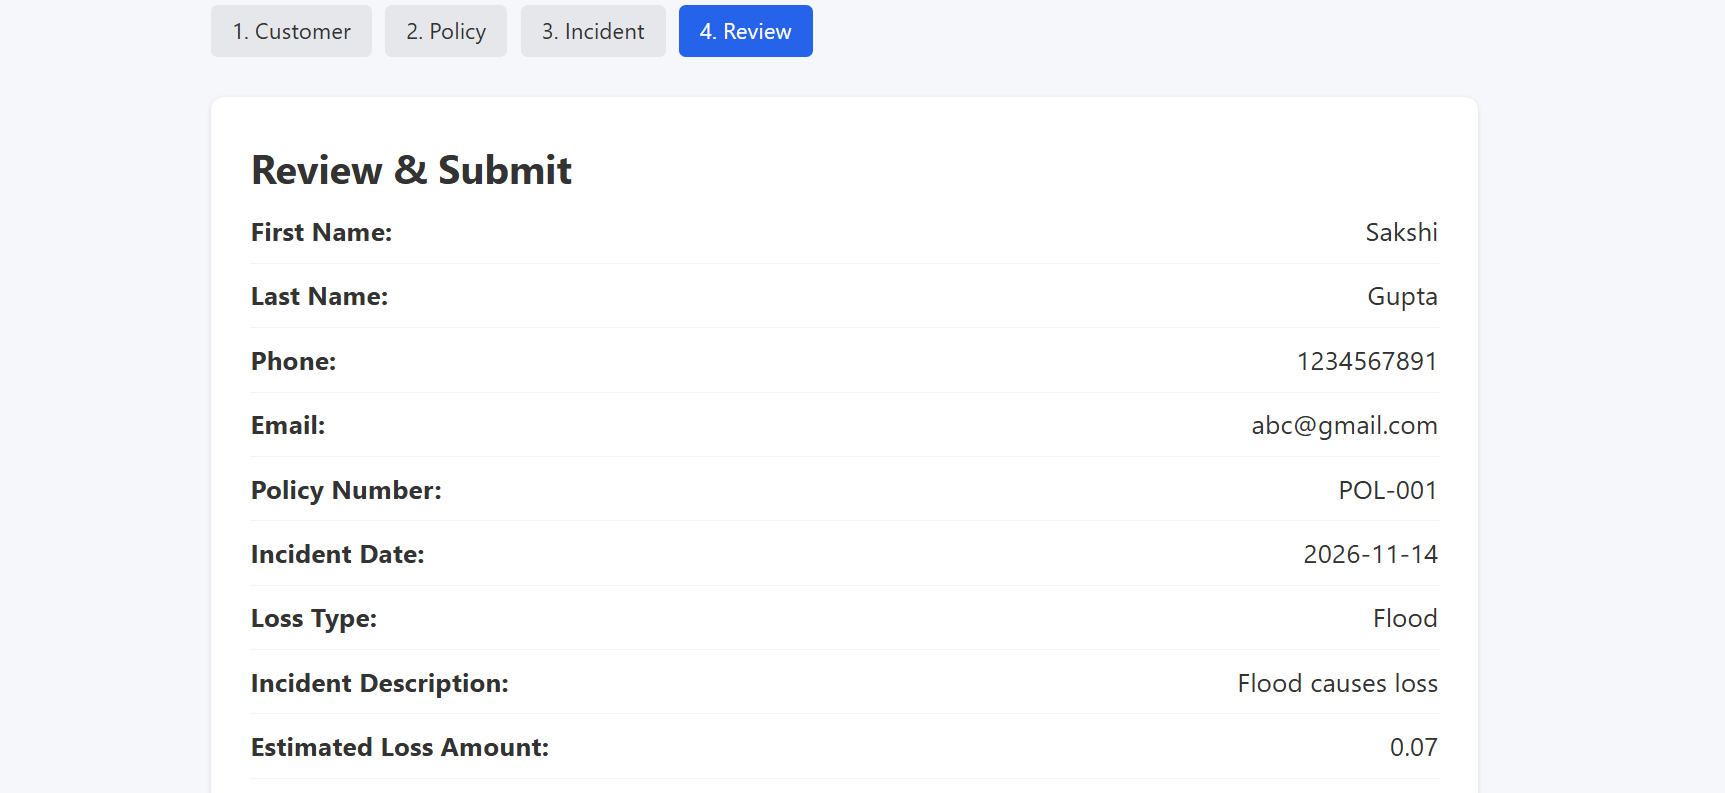 1. Customer 2. Policy 3. Incident 4. Review
Review & Submit
First Name: Sakshi
Last Name: Gupta
Phone: 1234567891
Email: abc@gmail.com
Policy Number: POL-001
Incident Date: 2026-11-14
Loss Type: Flood
Incident Description: Flood causes loss
Estimated Loss Amount: 0.07